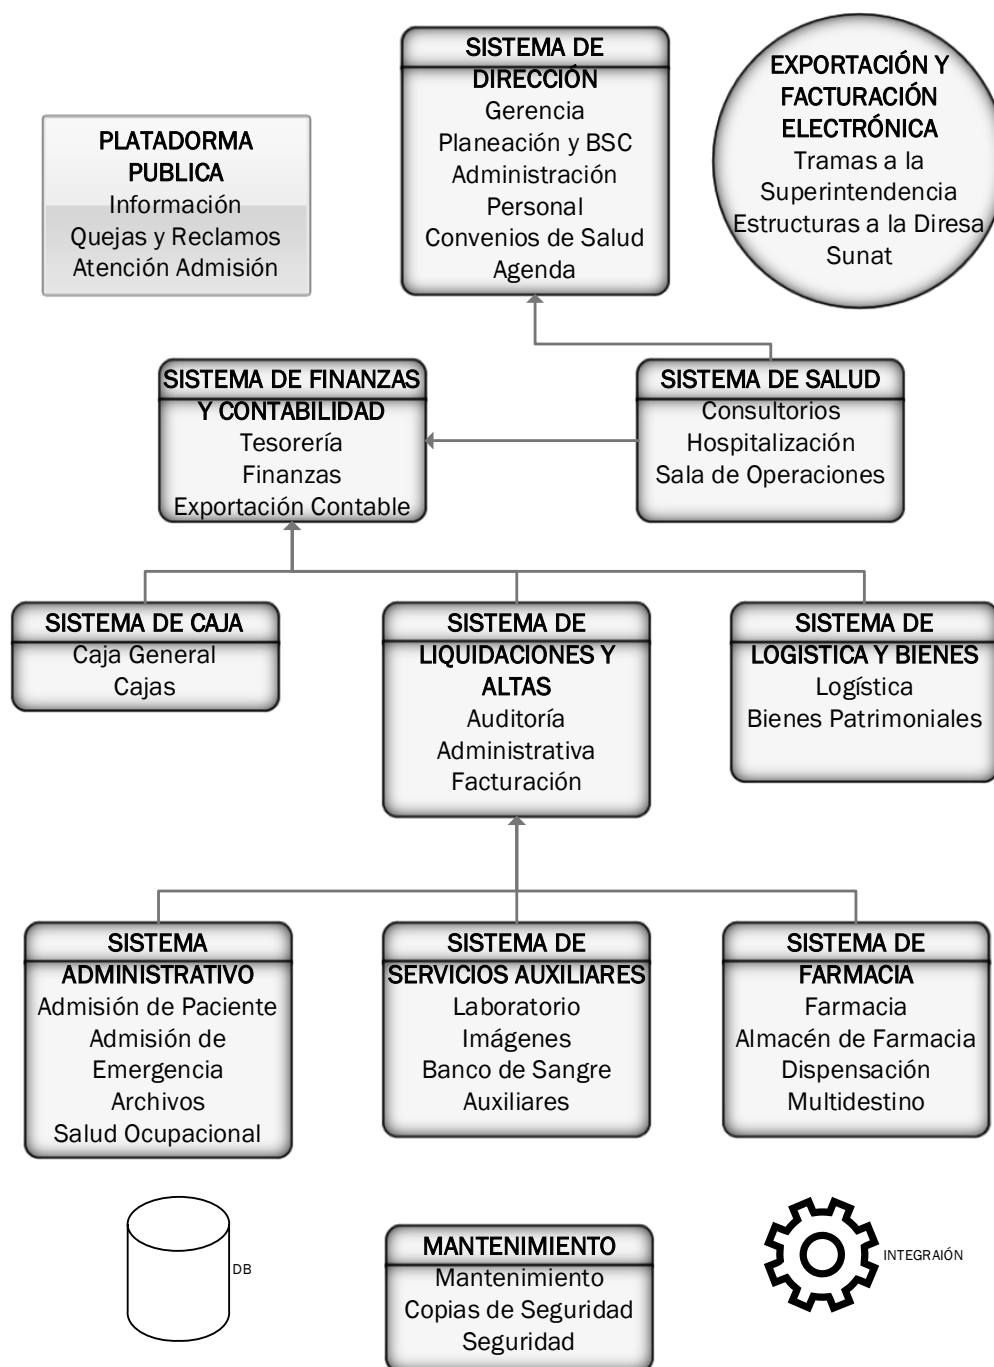 SISTEMA DE
DIRECCIÓN
Gerencia
Planeación y BSC
Administración
Personal
Convenios de Salud
Agenda
EXPORTACIÓN Y
FACTURACIÓN
ELECTRÓNICA
Tramas a la
Superintendencia
Estructuras a la Diresa
Sunat
PLATADORMA
PUBLICA
Información
Quejas y Reclamos
Atención Admisión
SISTEMA DE FINANZAS
Y CONTABILIDAD
Tesorería
Finanzas
Exportación Contable
SISTEMA DE SALUD
Consultorios
Hospitalización
Sala de Operaciones
SISTEMA DE CAJA
Caja General
Cajas
SISTEMA DE
LIQUIDACIONES Y
ALTAS
Auditoría
Administrativa
Facturación
SISTEMA DE
LOGISTICA Y BIENES
Logística
Bienes Patrimoniales
SISTEMA
ADMINISTRATIVO
Admisión de Paciente
Admisión de
Emergencia
Archivos
Salud Ocupacional
SISTEMA DE
SERVICIOS AUXILIARES
Laboratorio
Imágenes
Banco de Sangre
Auxiliares
SISTEMA DE
FARMACIA
Farmacia
Almacén de Farmacia
Dispensación
Multidestino
DB
MANTENIMIENTO
Mantenimiento
Copias de Seguridad
Seguridad
INTEGRAIÓN